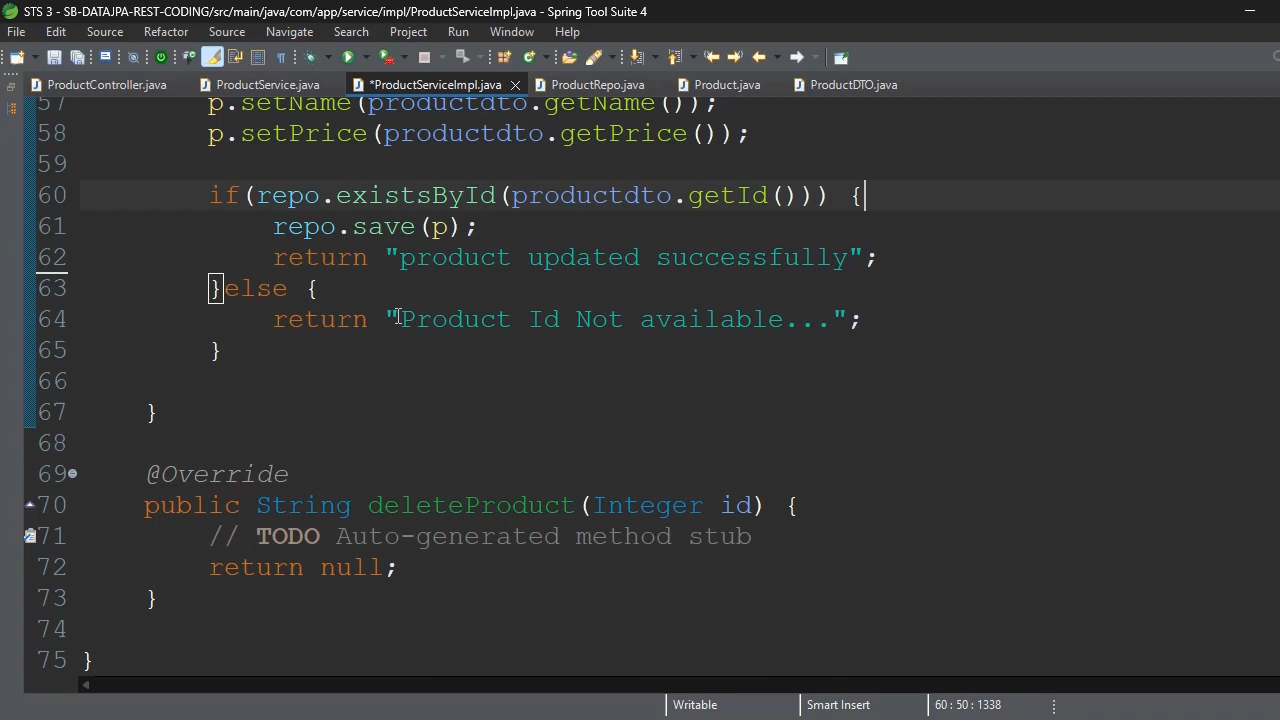 STS 3 - SB-DATAJPA-REST-CODING/src/main/java/com/app/service/impl/ProductServiceImpl.java - Spring Tool Suite 4
File Edit Source Refactor Source Navigate Search Project Run Window Help
ProductController.java ProductService.java *ProductServiceImpl.java ProductRepo.java Product.java ProductDTO.java
57 p.setName(productdto.getName());
58 p.setPrice(productdto.getPrice());
59
60 if(repo.existsById(productdto.getId())) {
61 repo.save(p);
62 return "product updated successfully";
63 }else {
64 return "Product Id Not available...";
65 }
66
67 }
68
69 @Override
70 public String deleteProduct(Integer id) {
71 // TODO Auto-generated method stub
72 return null;
73 }
74
75 }
Writable Smart Insert 60 : 50 : 1338